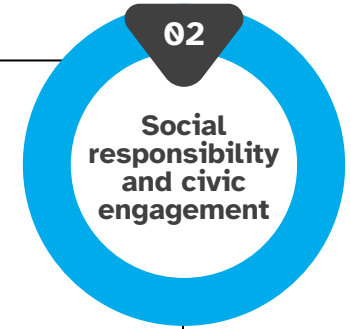 02
Social
responsibility
and civic
engagement